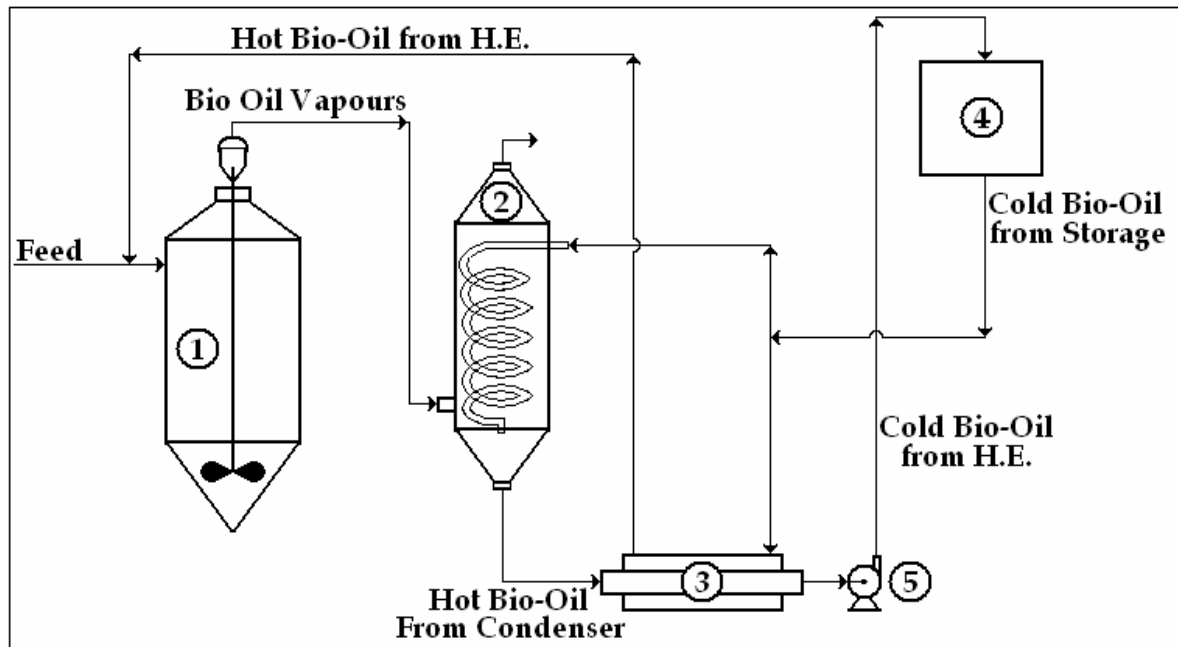 Hot Bio-Oil from H.E.
Bio Oil Vapours
4
2
Cold Bio-Oil
from Storage
Feed
1
Cold Bio-Oil
from H.E.
3
5
Hot Bio-Oil
From Condenser